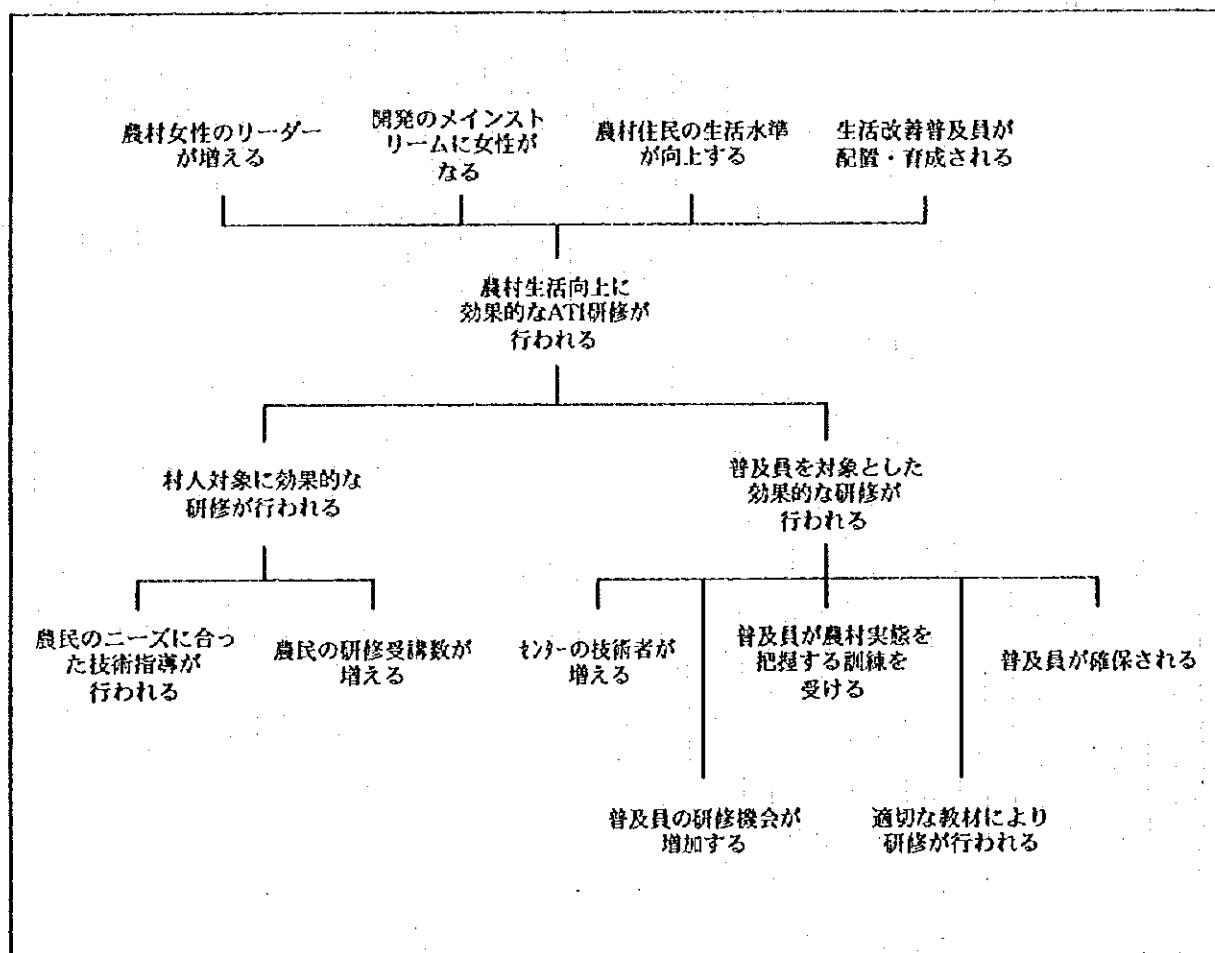 農村女性のリーダー
が増える
開発のメインスト
リームに女性が
なる
農村住民の生活水準
が向上する
生活改善普及員が
配置・育成される
農村生活向上に
効果的なATI研修が
行われる
村人対象に効果的な
研修が行われる
普及員を対象とした
効果的な研修が
行われる
農民のニーズに合っ
た技術指導が
行われる
農民の研修受講数が
増える
センターの技術者が
増える
普及員が農村実態を
把握する訓練を
受ける
普及員が確保される
普及員の研修機会が
増加する
適切な教材により
研修が行われる